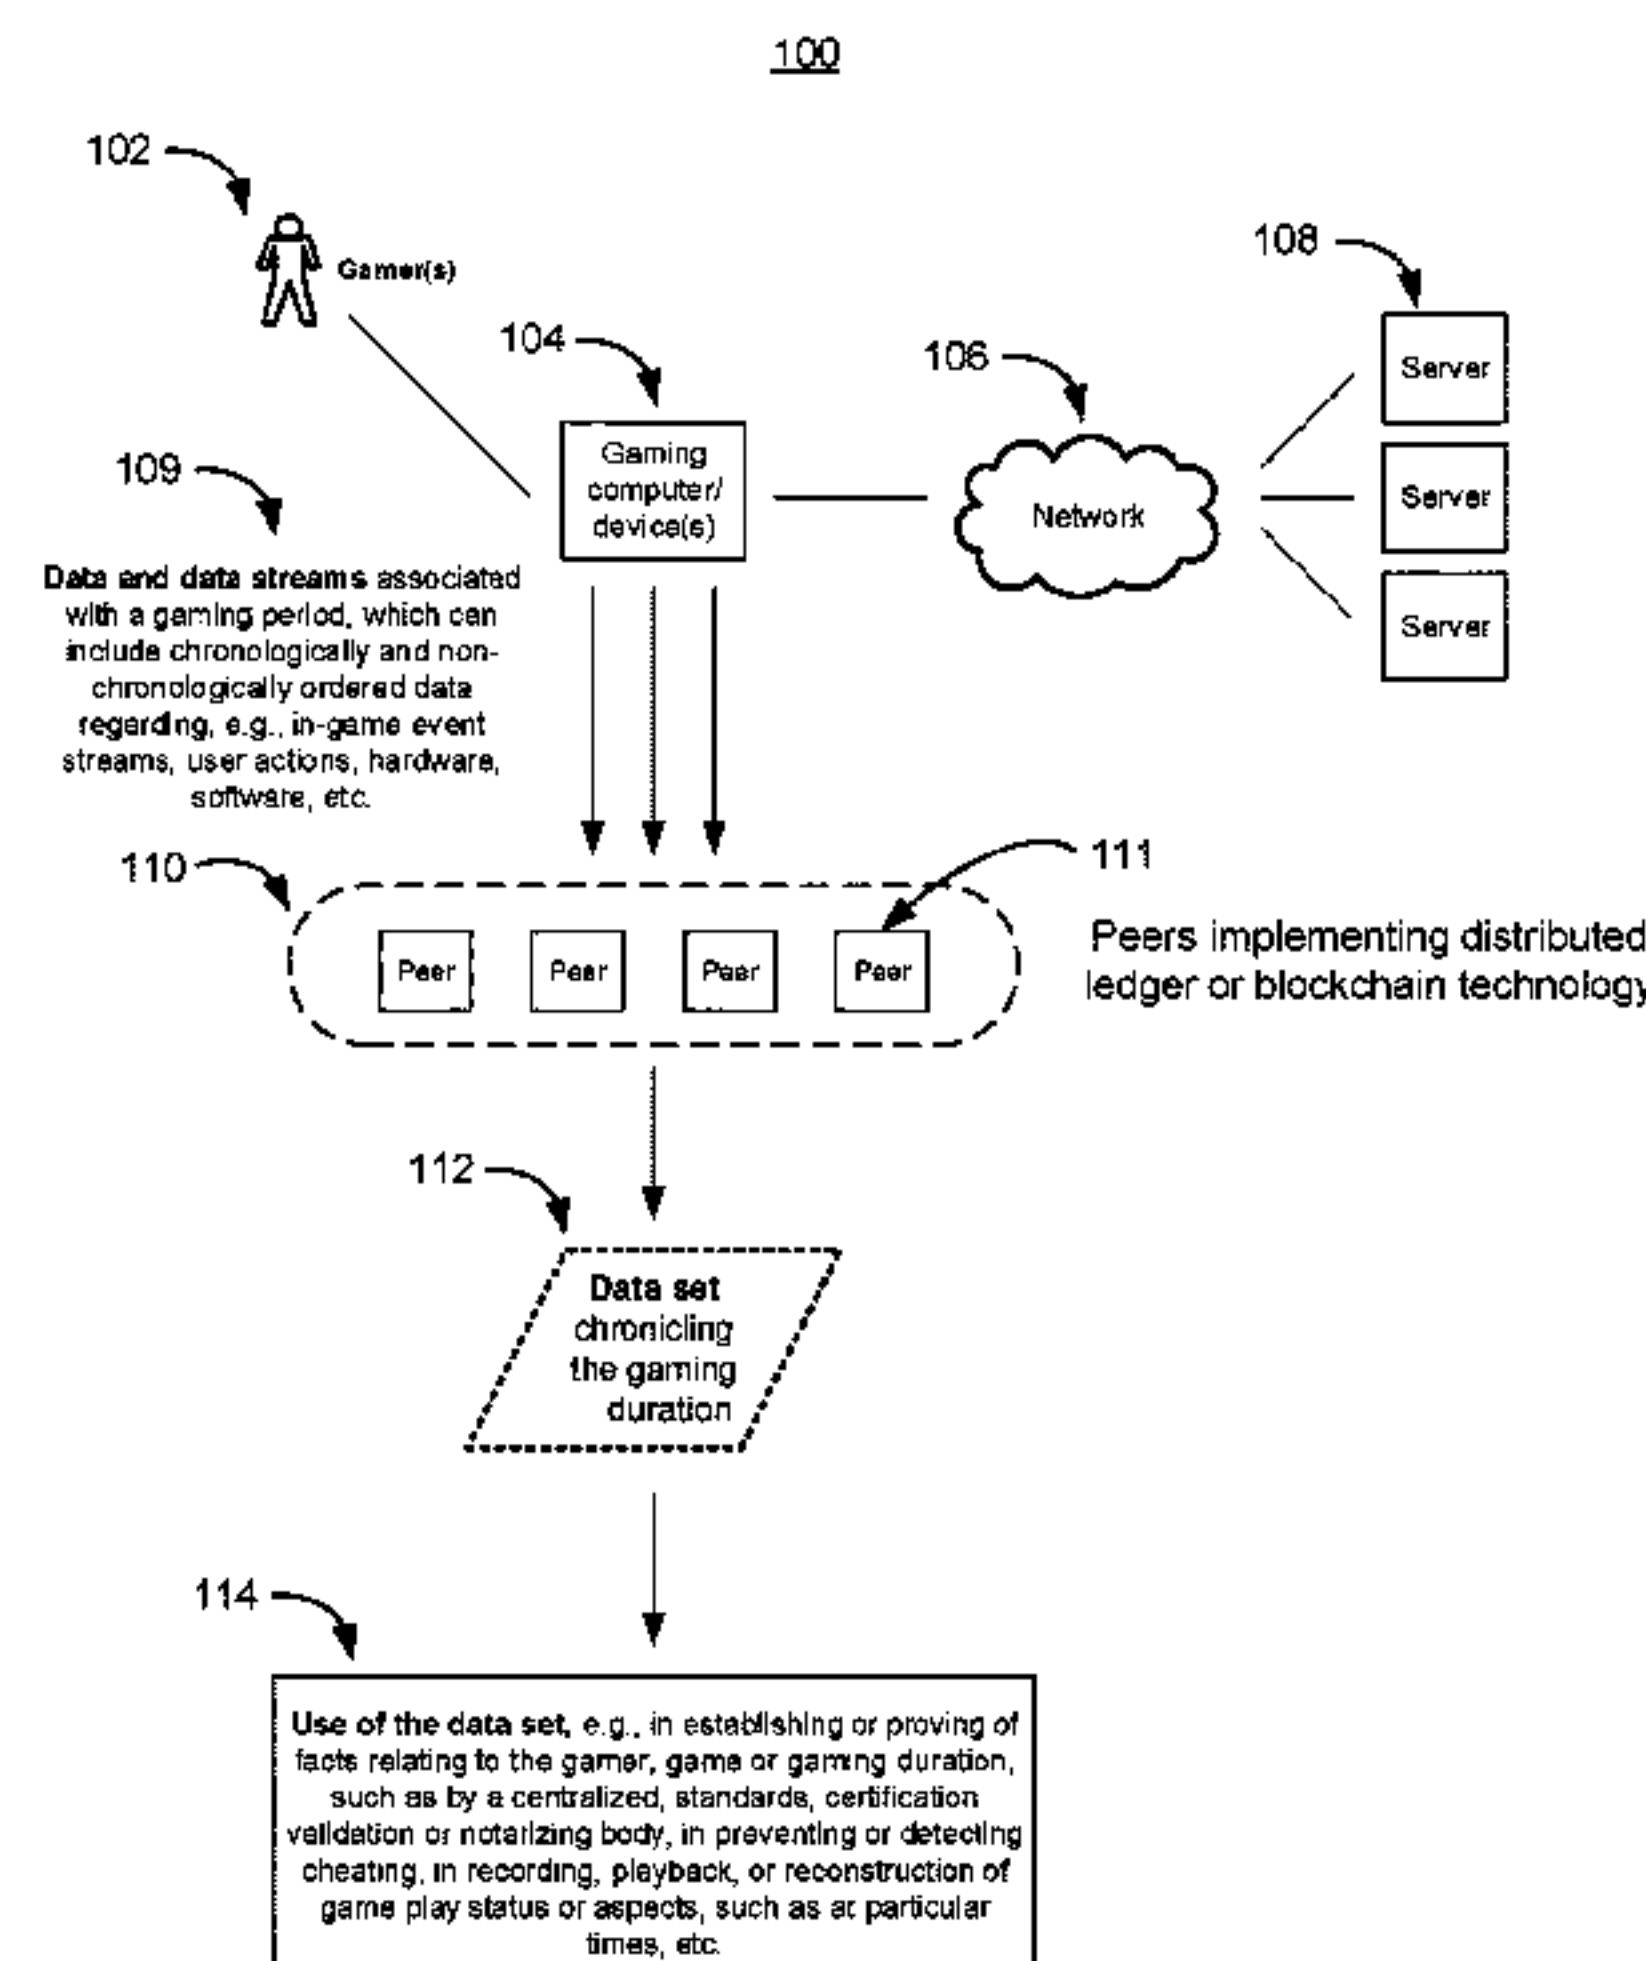 100
102
Gamer(s)
108
104
106
Server
Gaming
computer/
device(s)
Network
Server
Server
109
Data and data streams associated
with a gaming period, which can
include chronologically and non-
chronologically ordered data
regarding, e.g., in-game event
streams, user actions, hardware,
software, etc.
110
111
Peer Peer Peer Peer
Peers implementing distributed
ledger or blockchain technology
112
Data set
chronicling
the gaming
duration
114
Use of the data set, e.g., in establishing or proving of
facts relating to the gamer, game or gaming duration,
such as by a centralized, standards, certification
validation or notarizing body, in preventing or detecting
cheating, in recording, playback, or reconstruction of
game play status or aspects, such as at particular
times, etc.